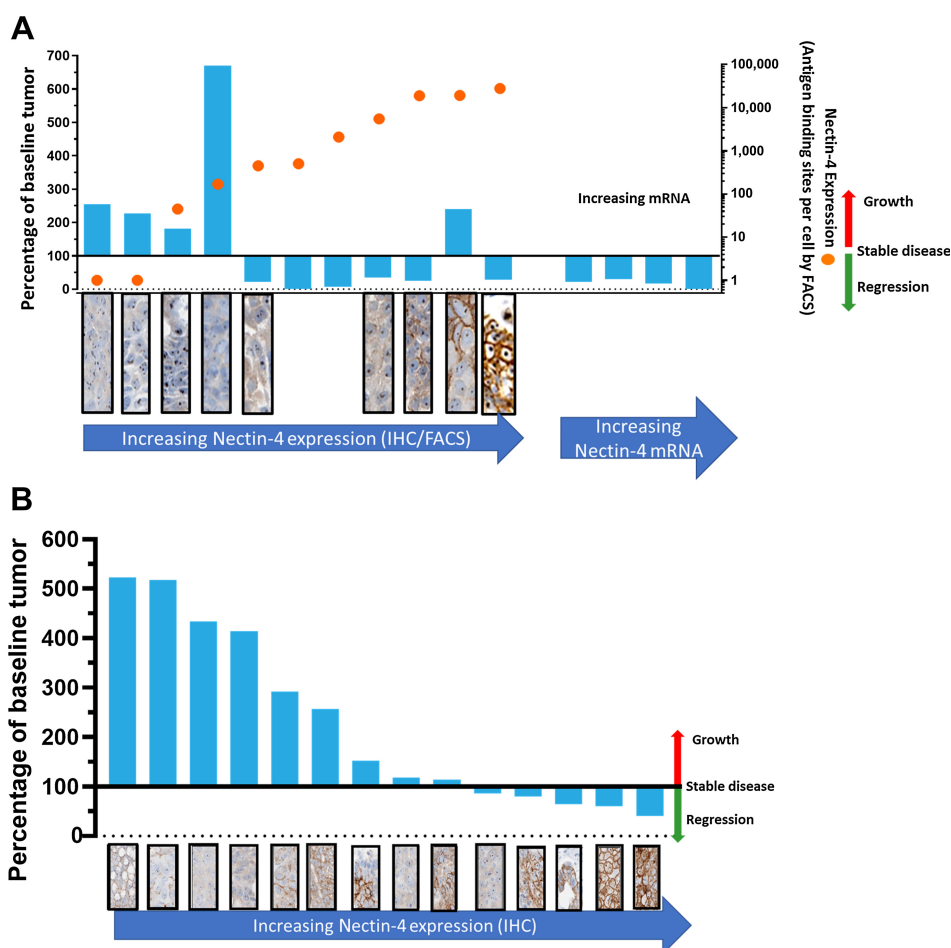 A
Percentage of baseline tumor
700
600
500
400
300
200
100
0
100,000
10,000
1,000
100
10
1
Nectin-4 Expression
(Antigen binding sites per cell by FACS)
Increasing mRNA
Growth
Stable disease
Regression
Increasing Nectin-4 expression (IHC/FACS)
Increasing
Nectin-4 mRNA
B
Percentage of baseline tumor
600
500
400
300
200
100
0
Growth
Stable disease
Regression
Increasing Nectin-4 expression (IHC)